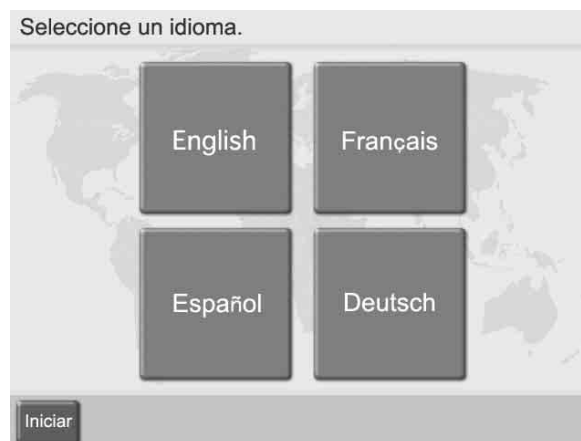 Seleccione un idioma.
English
Français
Español
Deutsch
Iniciar